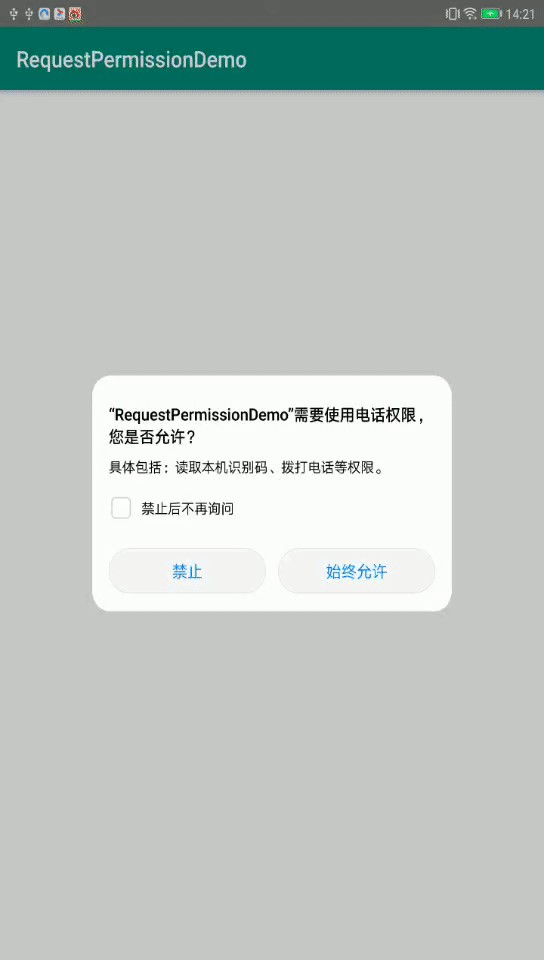 14:21
RequestPermissionDemo
“RequestPermissionDemo”需要使用电话权限，
您是否允许？
具体包括：读取本机识别码、拨打电话等权限。
禁止后不再询问
禁止
始终允许